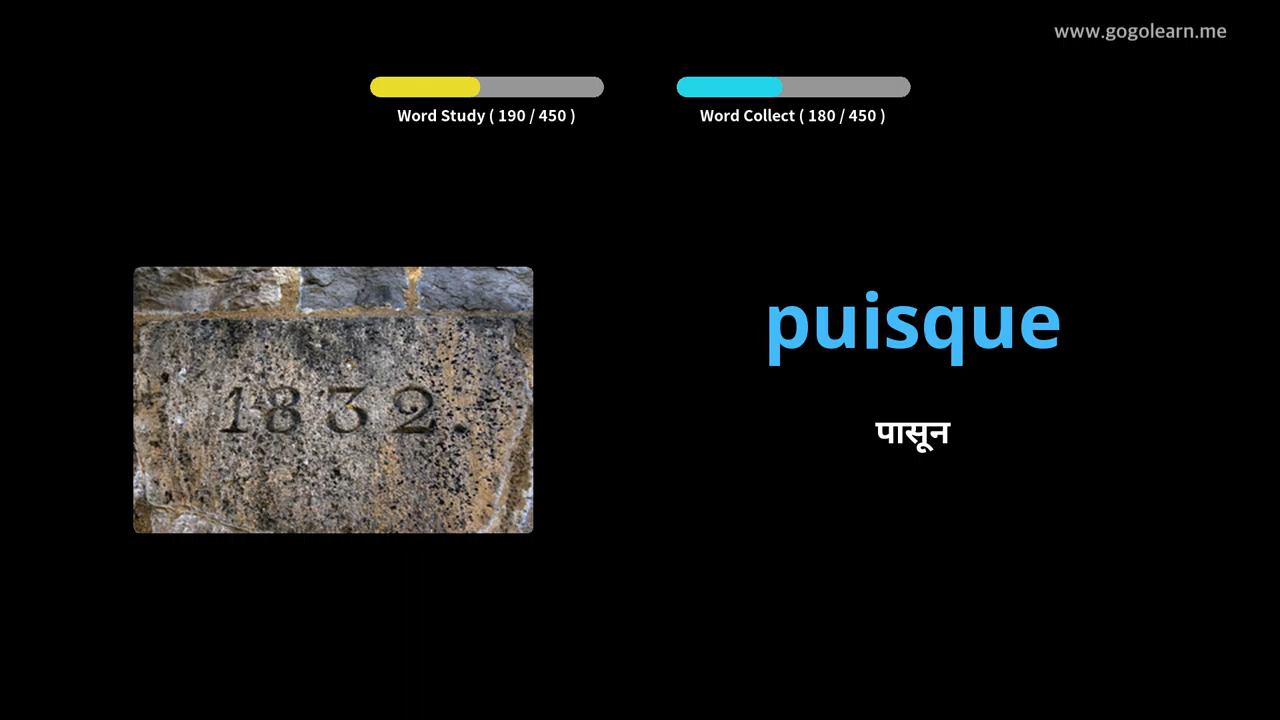 www.gogolearn.me
Word Study ( 190 / 450 )
Word Collect ( 180 / 450 )
1832.
puisque
पासून